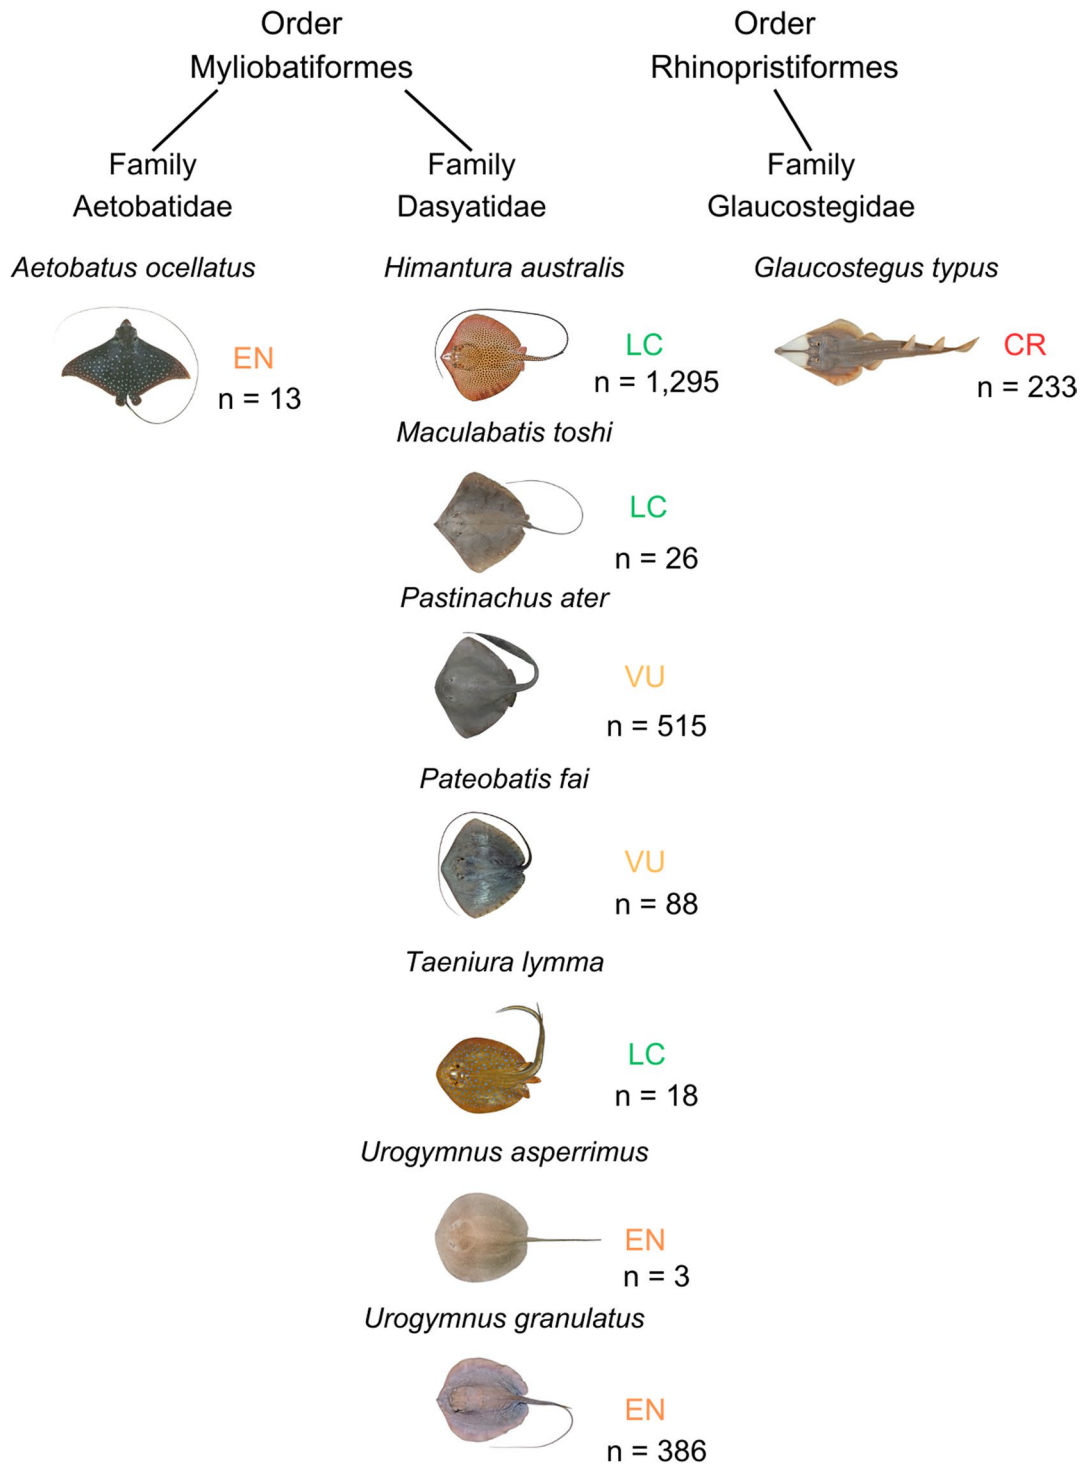 Order
Myliobatiformes
Order
Rhinopristiformes
Family
Aetobatidae
Family
Dasyatidae
Family
Glaucostegidae
Aetobatus ocellatus
EN
n = 13
Himantura australis
LC
n = 1,295
Maculabatis toshi
LC
n = 26
Pastinachus ater
VU
n = 515
Pateobatis fai
VU
n = 88
Taeniura lymma
LC
n = 18
Urogymnus asperrimus
EN
n = 3
Urogymnus granulatus
EN
n = 386
Glaucostegus typus
CR
n = 233